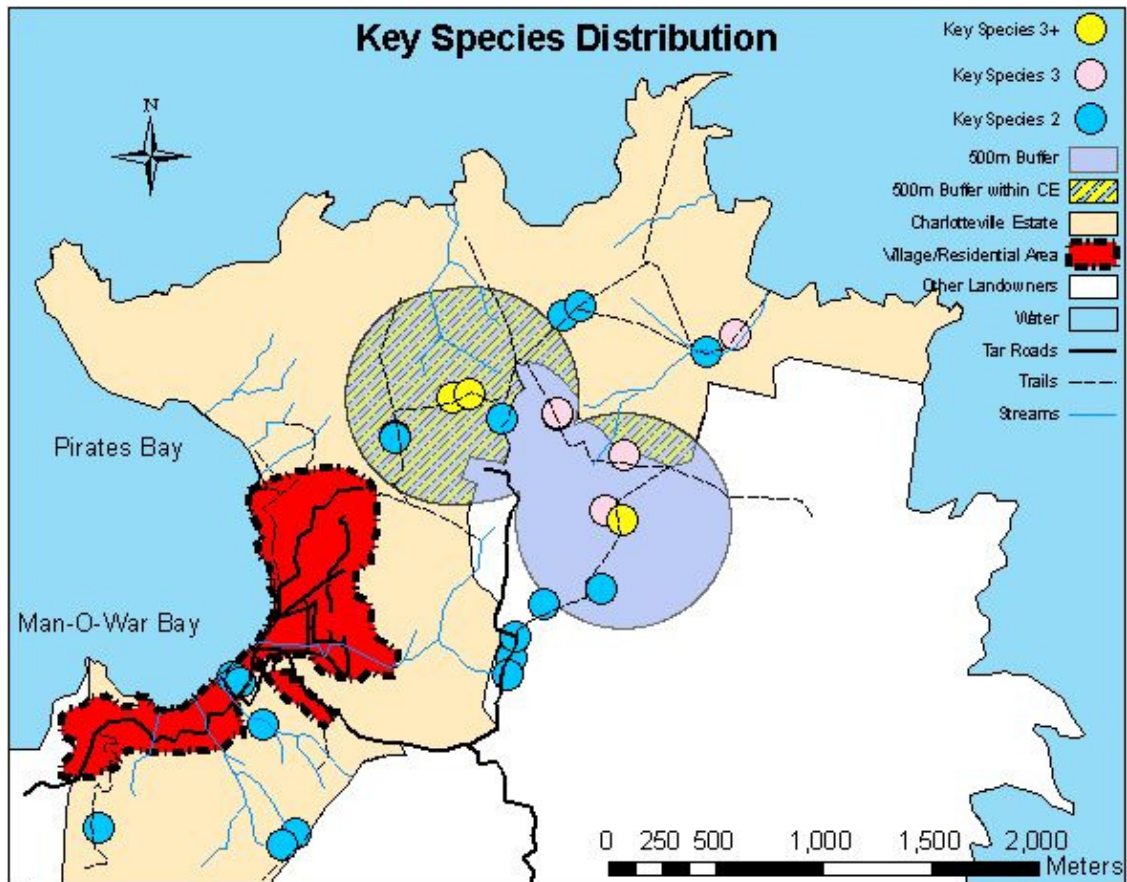 Key Species Distribution
N
Key Species 3+
Key Species 3
Key Species 2
500m Buffer
500m Buffer within CE
Charlotteville Estate
Village/Residential Area
Other Landowners
Water
Tar Roads
Trails
Streams
Pirates Bay
Man-O-War Bay
0 250 500 1,000 1,500 2,000
Meters